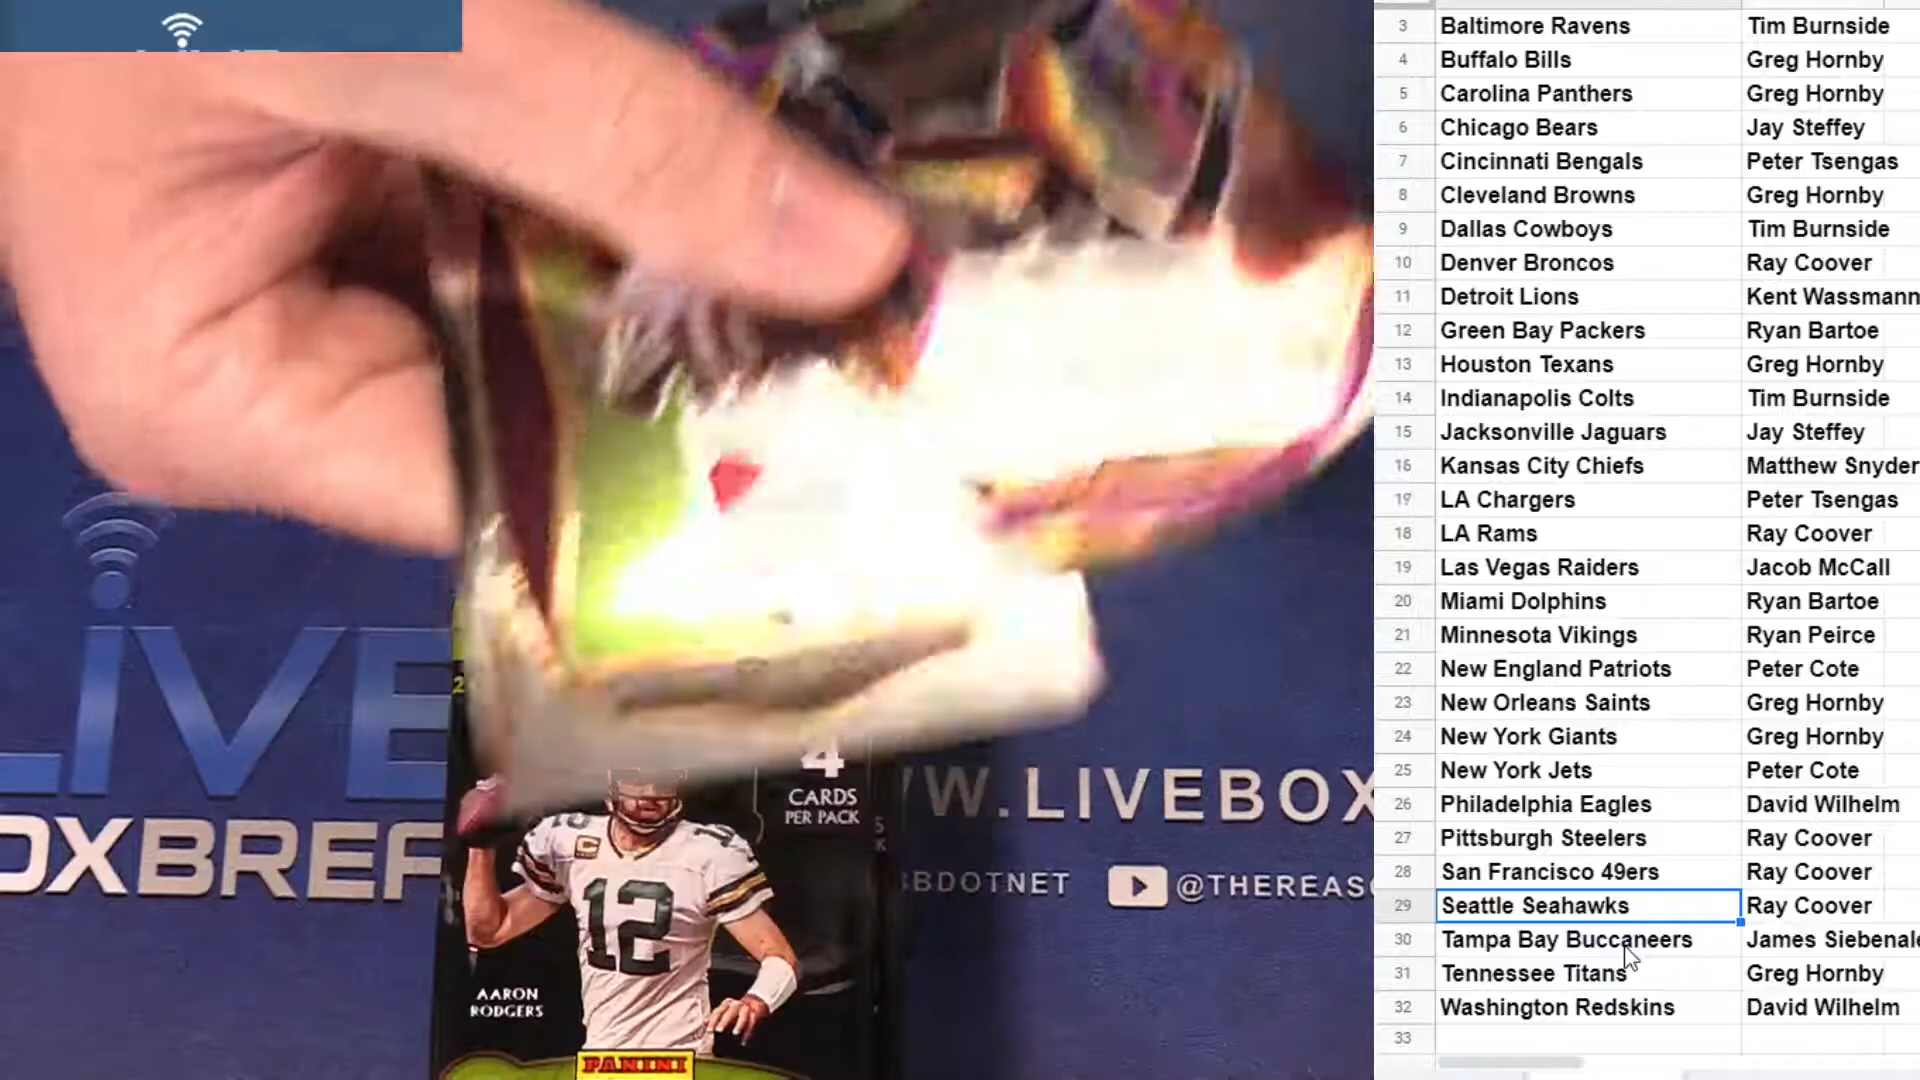 3 Baltimore Ravens Tim Burnside
4 Buffalo Bills Greg Hornby
5 Carolina Panthers Greg Hornby
6 Chicago Bears Jay Steffey
7 Cincinnati Bengals Peter Tsengas
8 Cleveland Browns Greg Hornby
9 Dallas Cowboys Tim Burnside
10 Denver Broncos Ray Coover
11 Detroit Lions Kent Wassmann
12 Green Bay Packers Ryan Bartoe
13 Houston Texans Greg Hornby
14 Indianapolis Colts Tim Burnside
15 Jacksonville Jaguars Jay Steffey
16 Kansas City Chiefs Matthew Snyder
17 LA Chargers Peter Tsengas
18 LA Rams Ray Coover
19 Las Vegas Raiders Jacob McCall
20 Miami Dolphins Ryan Bartoe
21 Minnesota Vikings Ryan Peirce
22 New England Patriots Peter Cote
23 New Orleans Saints Greg Hornby
24 New York Giants Greg Hornby
25 New York Jets Peter Cote
26 Philadelphia Eagles David Wilhelm
27 Pittsburgh Steelers Ray Coover
28 San Francisco 49ers Ray Coover
29 Seattle Seahawks Ray Coover
30 Tampa Bay Buccaneers James Siebenale
31 Tennessee Titans Greg Hornby
32 Washington Redskins David Wilhelm
33
LIVE
OXBREA
4
CARDS
PER PACK
12
AARON
RODGERS
PANINI
W.LIVEBOX
BBDOTNET
@THEREAS